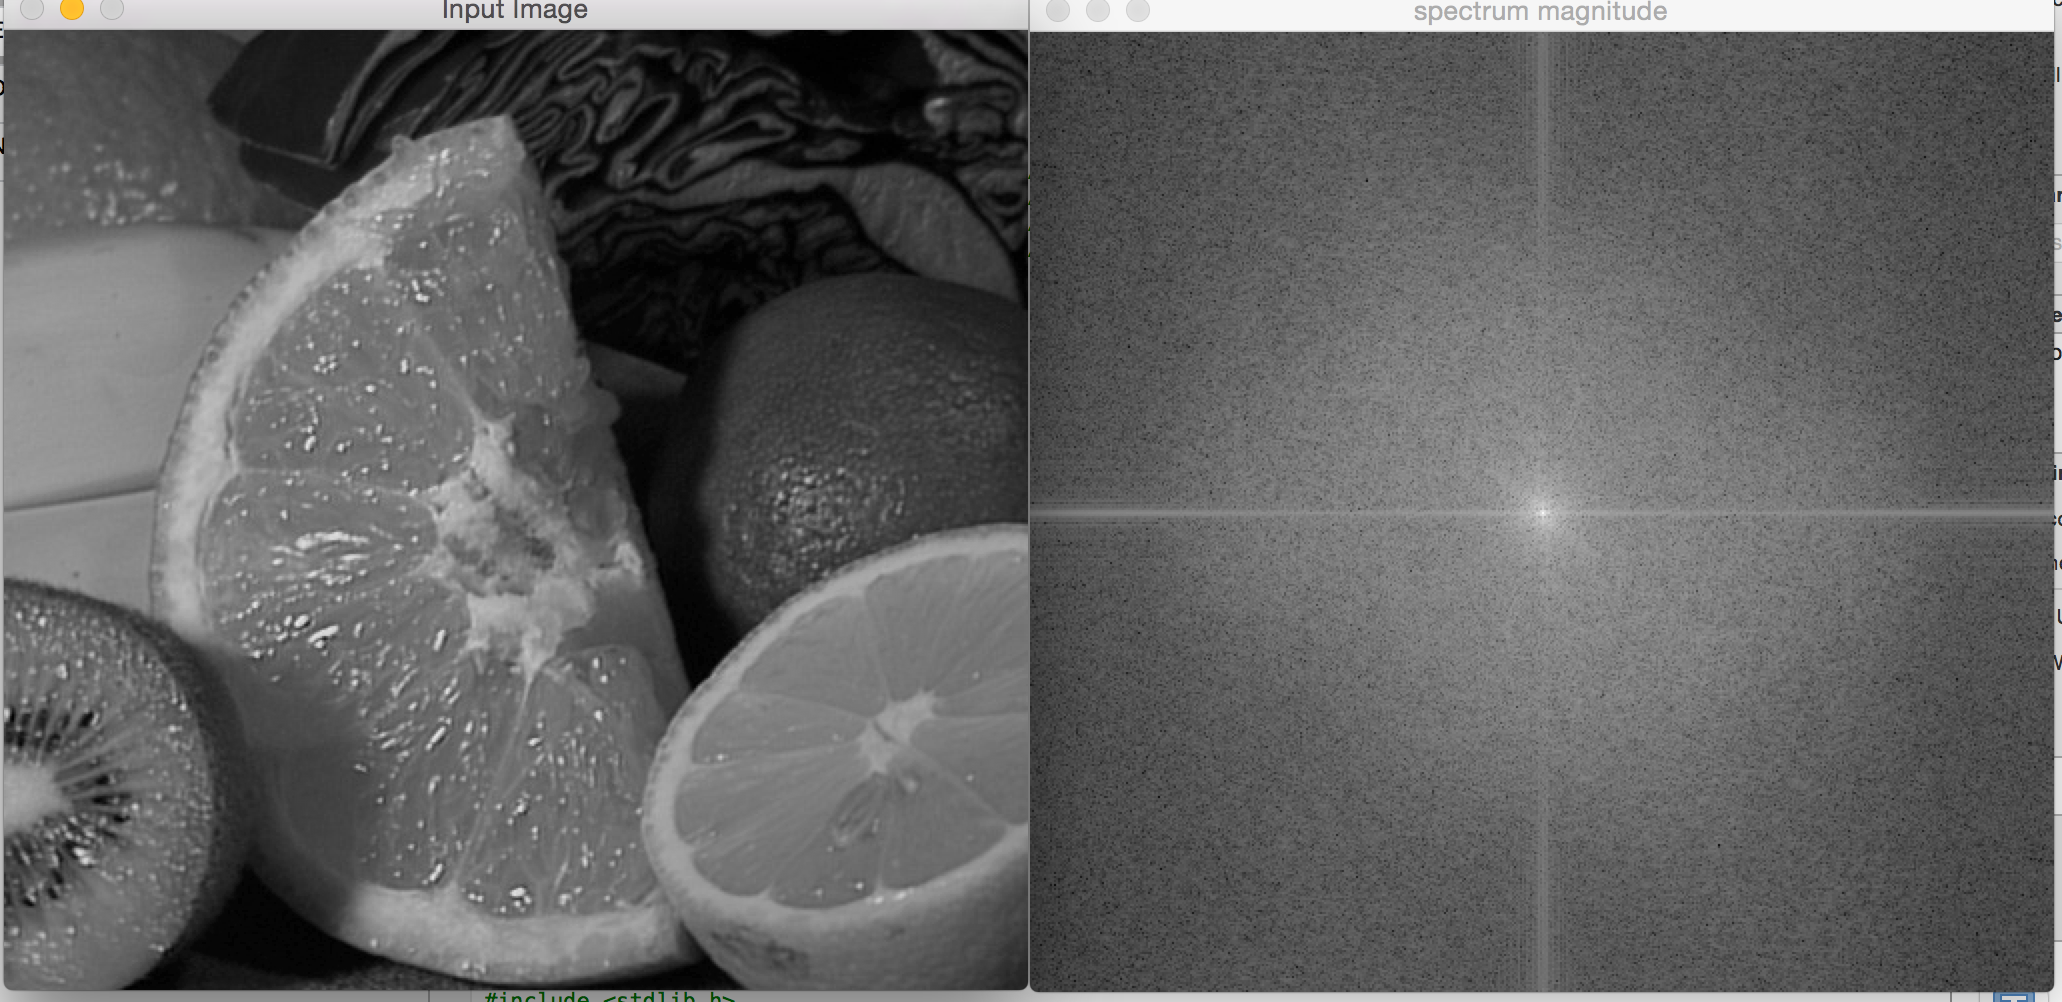 Input Image
spectrum magnitude
#include <stdlib.h>